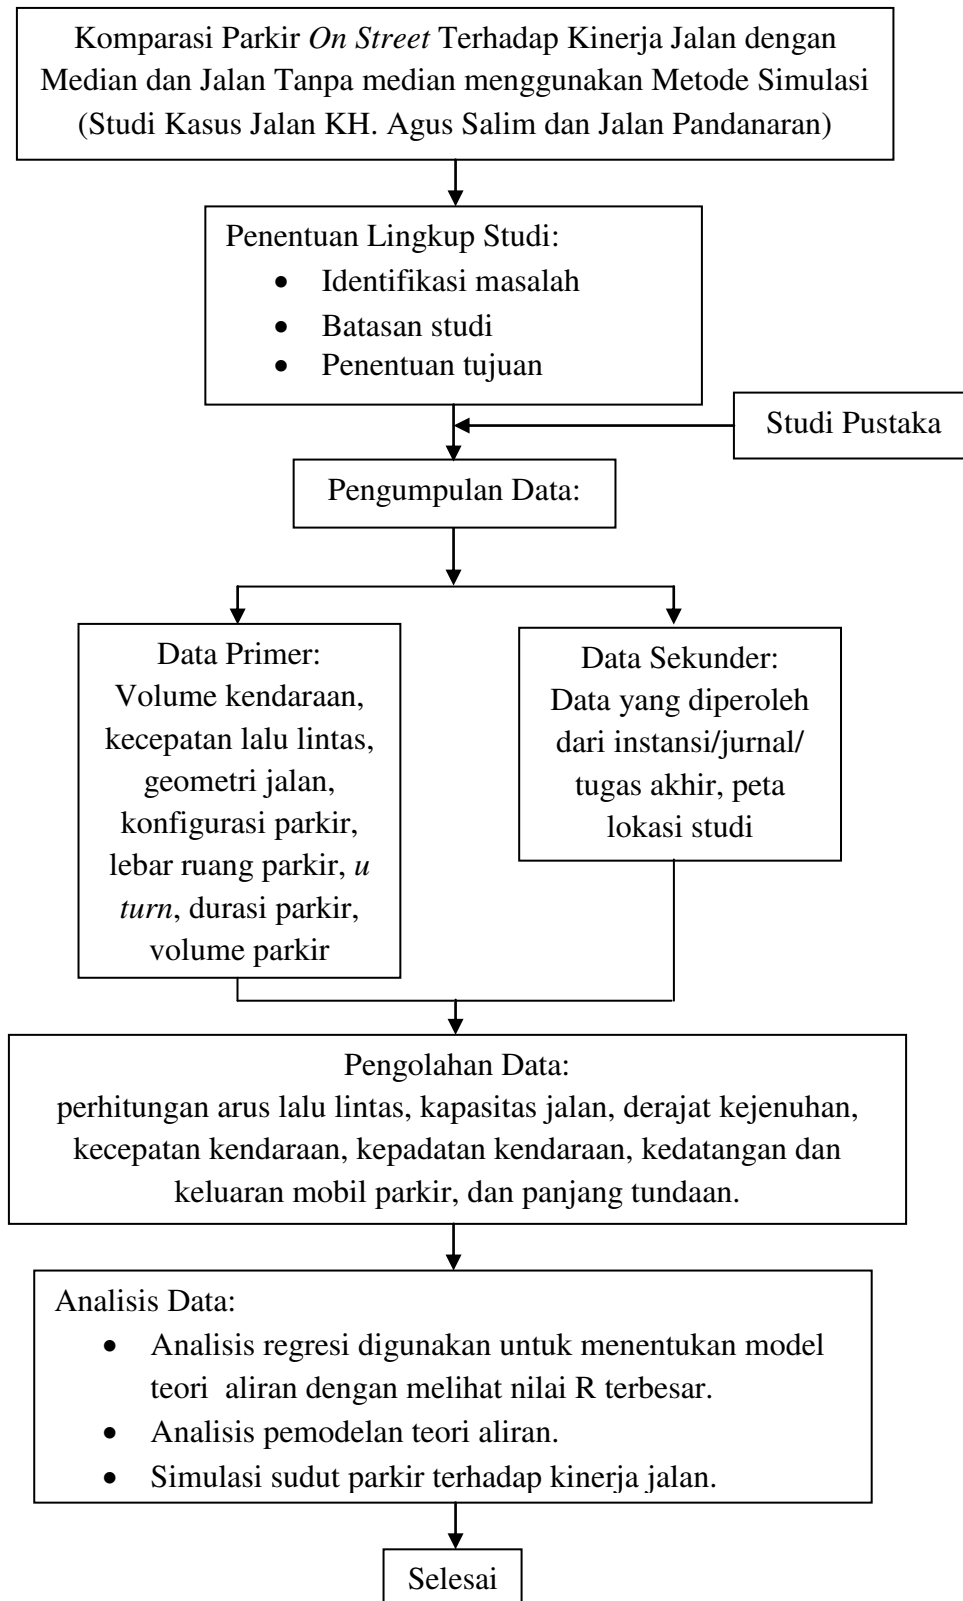 Komparasi Parkir On Street Terhadap Kinerja Jalan dengan
Median dan Jalan Tanpa median menggunakan Metode Simulasi
(Studi Kasus Jalan KH. Agus Salim dan Jalan Pandanaran)
Penentuan Lingkup Studi:
• Identifikasi masalah
• Batasan studi
• Penentuan tujuan
Studi Pustaka
Pengumpulan Data:
Data Primer:
Volume kendaraan,
kecepatan lalu lintas,
geometri jalan,
konfigurasi parkir,
lebar ruang parkir, u
turn, durasi parkir,
volume parkir
Data Sekunder:
Data yang diperoleh
dari instansi/jurnal/
tugas akhir, peta
lokasi studi
Pengolahan Data:
perhitungan arus lalu lintas, kapasitas jalan, derajat kejenuhan,
kecepatan kendaraan, kepadatan kendaraan, kedatangan dan
keluaran mobil parkir, dan panjang tundaan.
Analisis Data:
• Analisis regresi digunakan untuk menentukan model
teori aliran dengan melihat nilai R terbesar.
• Analisis pemodelan teori aliran.
• Simulasi sudut parkir terhadap kinerja jalan.
Selesai